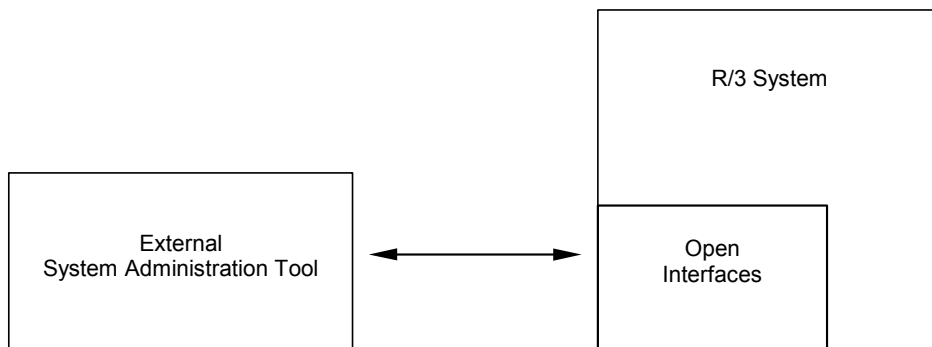 R/3 System
External
System Administration Tool
Open
Interfaces